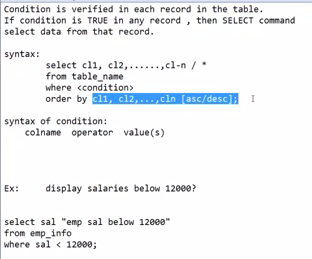 Condition is verified in each record in the table.
If condition is TRUE in any record , then SELECT command
select data from that record.
syntax:
select cl1, cl2,......,cl-n / *
from table_name
where <condition>
order by cl1, cl2,...,cln [asc/desc];
syntax of condition:
colname operator value(s)
Ex: display salaries below 12000?
select sal "emp sal below 12000"
from emp_info
where sal < 12000;